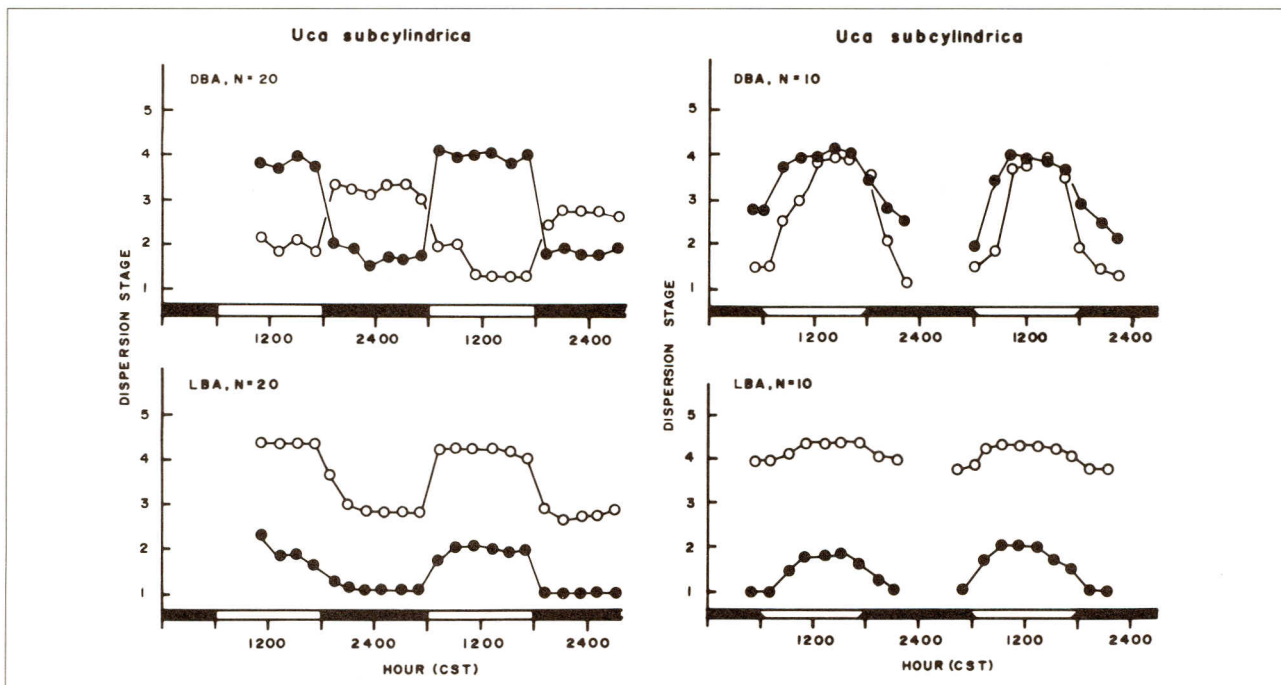 Uca subcylindrica
DBA, N=20
5
4
3
2
1
1200 2400 1200 2400
LBA, N=20
5
4
3
2
1
1200 2400 1200 2400
DISPERSION STAGE
HOUR (CST)
Uca subcylindrica
DBA, N=10
5
4
3
2
1
1200 2400 1200 2400
LBA, N=10
5
4
3
2
1
1200 2400 1200 2400
DISPERSION STAGE
HOUR (CST)